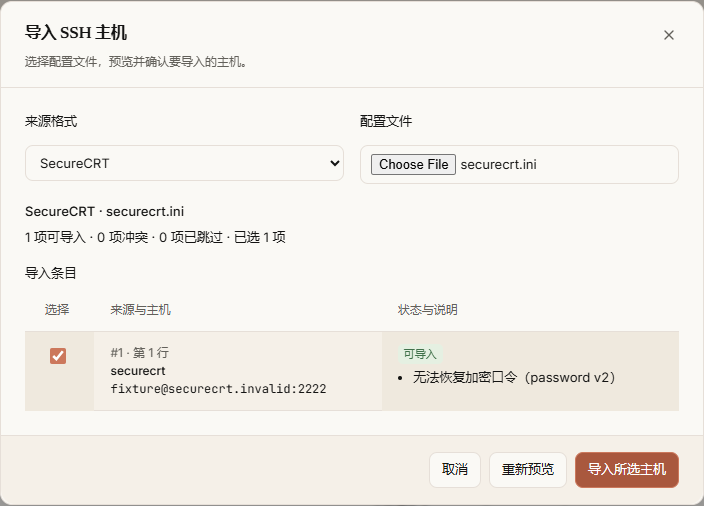 导入 SSH 主机
选择配置文件，预览并确认要导入的主机。
来源格式
配置文件
SecureCRT
Choose File securecrt.ini
SecureCRT · securecrt.ini
1 项可导入 · 0 项冲突 · 0 项已跳过 · 已选 1 项
导入条目
选择 来源与主机 状态与说明
#1 · 第 1 行
securecrt
fixture@securecrt.invalid:2222
可导入
• 无法恢复加密口令（password v2）
取消 重新预览 导入所选主机